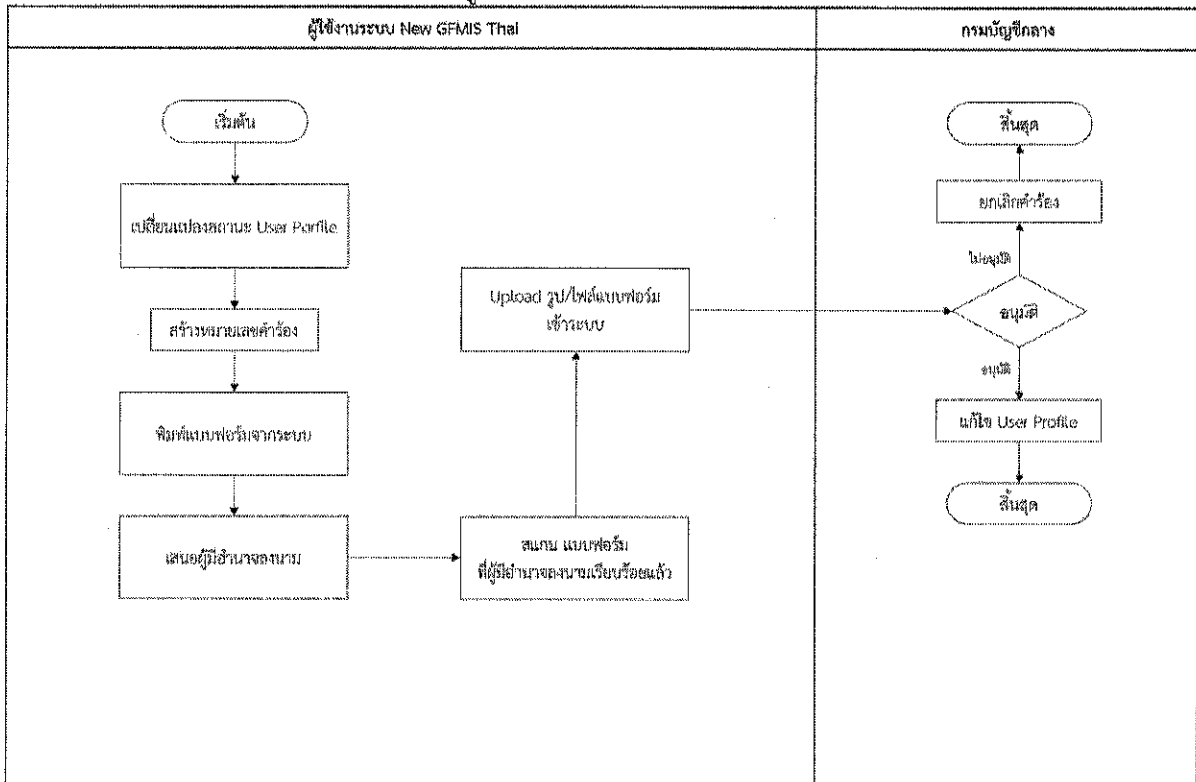 ผู้ใช้งานระบบ New GFMIS Thai
กรมบัญชีกลาง
เริ่มต้น
เปลี่ยนแปลงสถานะ User Porfile
สร้างหมายเลขคำร้อง
พิมพ์แบบฟอร์มจากระบบ
เสนอผู้มีอำนาจลงนาม
สแกน แบบฟอร์ม
ที่ผู้มีอำนาจลงนามเรียบร้อยแล้ว
Upload รูป/ไฟล์แบบฟอร์ม
เข้าระบบ
อนุมัติ
ไม่อนุมัติ
ยกเลิกคำร้อง
สิ้นสุด
อนุมัติ
แก้ไข User Profile
สิ้นสุด